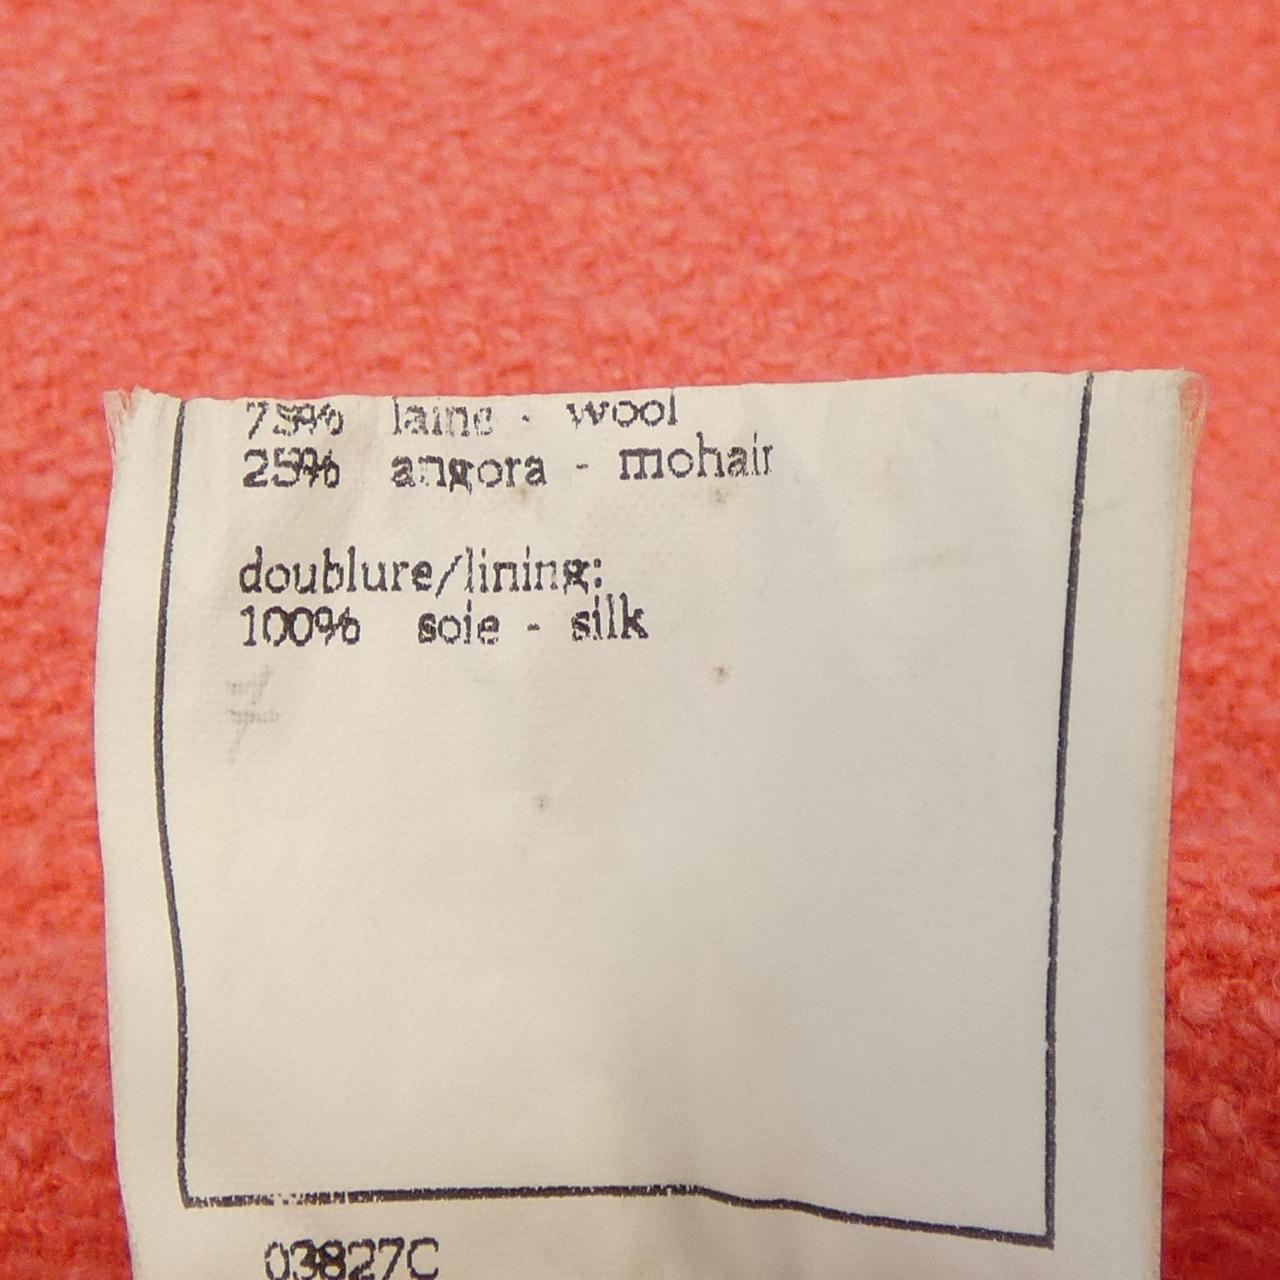 75% laine - wool
25% angora - mohair
doublure/lining:
100% soie - silk
03827C